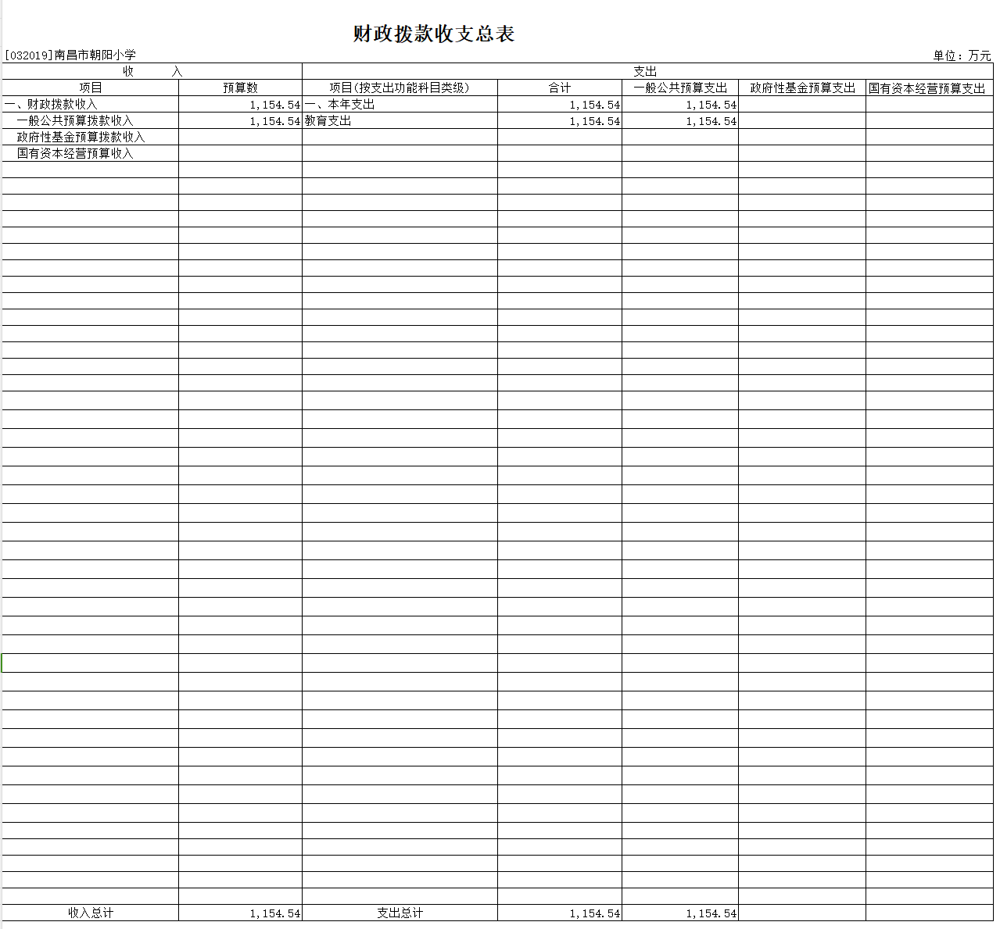 财政拨款收支总表
[032019]南昌市朝阳小学 单位：万元
收 入 支出
项目 预算数 项目(按支出功能科目类级) 合计 一般公共预算支出 政府性基金预算支出 国有资本经营预算支出
一、财政拨款收入 1,154.54 一、本年支出 1,154.54 1,154.54
一般公共预算拨款收入 1,154.54 教育支出 1,154.54 1,154.54
政府性基金预算拨款收入
国有资本经营预算收入
收入总计 1,154.54 支出总计 1,154.54 1,154.54